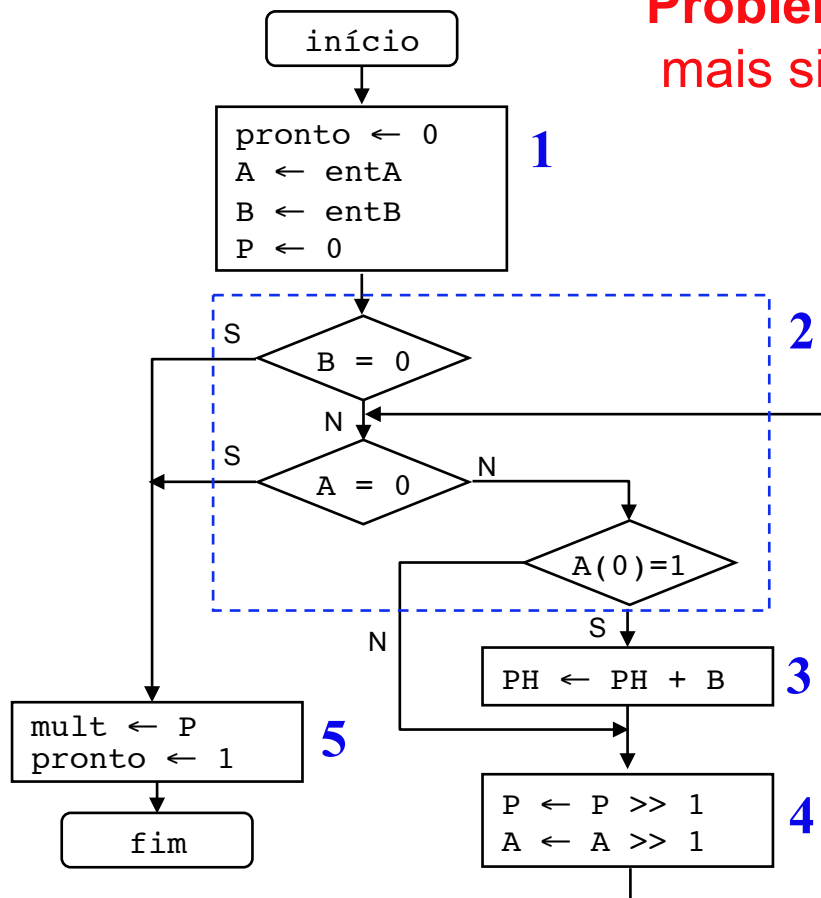 Problem
mais si
início
pronto ← 0
A ← entA
B ← entB
P ← 0
1
2
S
B = 0
N
S
A = 0
N
A(0)=1
N
S
PH ← PH + B
3
mult ← P
pronto ← 1
5
P ← P >> 1
A ← A >> 1
4
fim